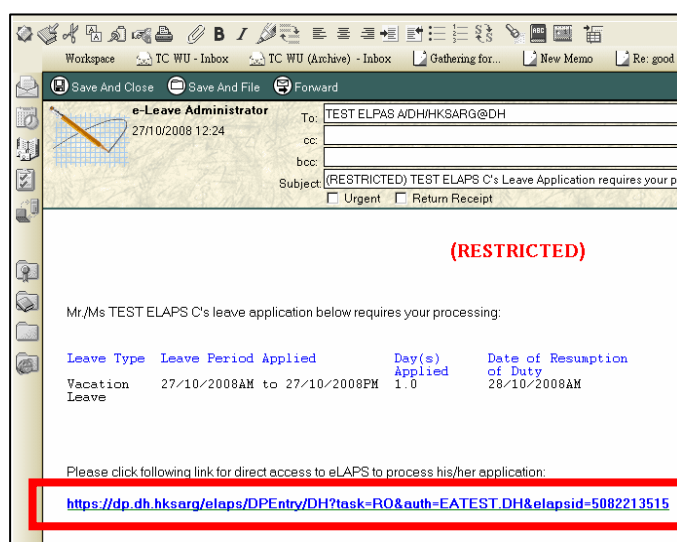 B I
ABC
Workspace TC WU - Inbox TC WU (Archive) - Inbox Gathering for... New Memo Re: good
Save And Close Save And File Forward
e-Leave Administrator To: TEST ELPAS A/DH/HKSARG@DH
27/10/2008 12:24
cc:
bcc:
Subject: (RESTRICTED) TEST ELAPS C's Leave Application requires your p
Urgent Return Receipt
(RESTRICTED)
Mr./Ms TEST ELAPS C's leave application below requires your processing:
Leave Type Leave Period Applied Day(s) Date of Resumption
Applied of Duty
Vacation 27/10/2008AM to 27/10/2008PM 1.0 28/10/2008AM
Leave
Please click following link for direct access to eLAPS to process his/her application:
https://dp.dh.hksarg/elaps/DPEntry/DH?task=RO&auth=EATEST.DH&elapsid=5082213515